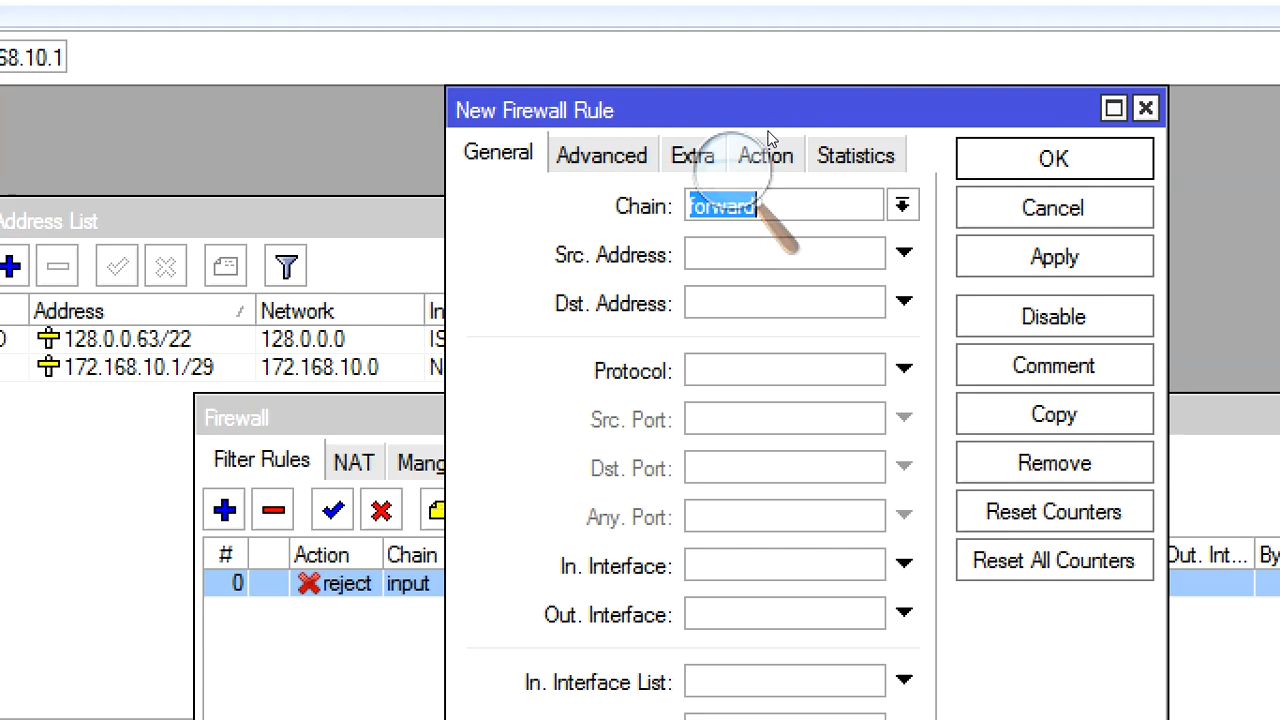 68.10.1
New Firewall Rule
General Advanced Extra Action Statistics
Chain: forward
Src. Address:
Dst. Address:
Protocol:
Src. Port:
Dst. Port:
Any. Port:
In. Interface:
Out. Interface:
In. Interface List:
OK
Cancel
Apply
Disable
Comment
Copy
Remove
Reset Counters
Reset All Counters
Address List
Address Network In
128.0.0.63/22 128.0.0.0 IS
172.168.10.1/29 172.168.10.0 N
Firewall
Filter Rules NAT Mang
# Action Chain Out. Int... By
0 reject input